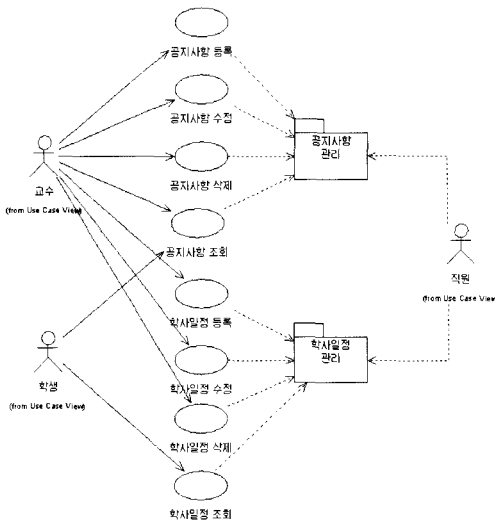 공지사항 등록
공지사항 수정
공지사항
관리
교수
(from Use Case View)
공지사항 삭제
공지사항 조회
직원
(from Use Case View
학사일정 등록
학사일정
관리
학생
(from Use Case View)
학사일정 수정
학사일정 삭제
학사일정 조회